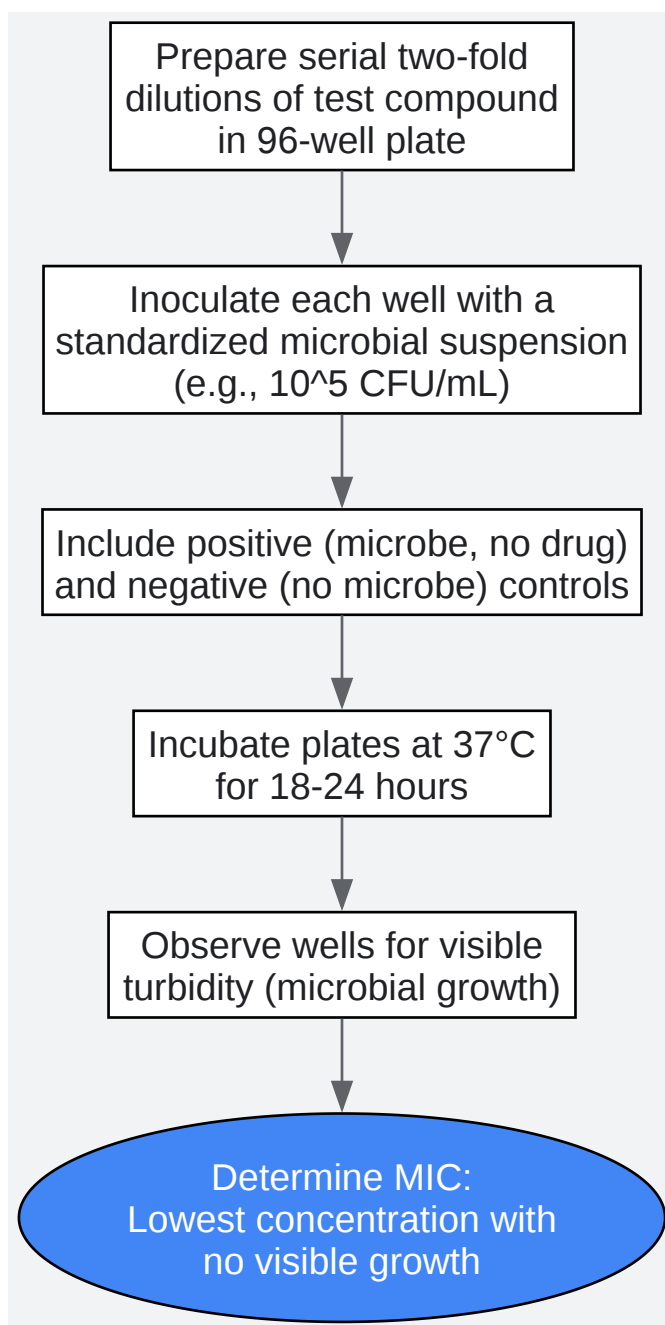 Prepare serial two-fold
dilutions of test compound
in 96-well plate
Inoculate each well with a
standardized microbial suspension
(e.g., 10^5 CFU/mL)
Include positive (microbe, no drug)
and negative (no microbe) controls
Incubate plates at 37°C
for 18-24 hours
Observe wells for visible
turbidity (microbial growth)
Determine MIC:
Lowest concentration with
no visible growth